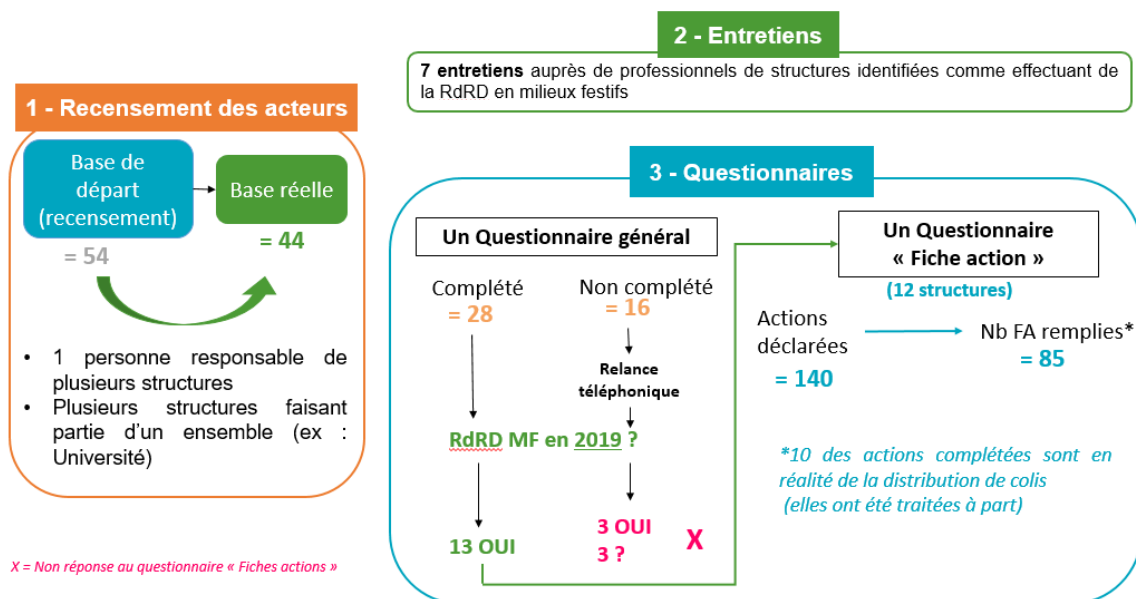 1 - Recensement des acteurs
Base de
départ
(recensement)
= 54
Base réelle
= 44
• 1 personne responsable de
plusieurs structures
• Plusieurs structures faisant
partie d'un ensemble (ex :
Université)
X = Non réponse au questionnaire « Fiches actions »
2 - Entretiens
7 entretiens auprès de professionnels de structures identifiées comme effectuant de
la RdRD en milieux festifs
3 - Questionnaires
Un Questionnaire général
Complété
= 28
Non complété
= 16
Relance
téléphonique
RdRD MF en 2019 ?
13 OUI
3 OUI
3 ?
X
Un Questionnaire
« Fiche action »
(12 structures)
Actions
déclarées
= 140
Nb FA remplies*
= 85
*10 des actions complétées sont en
réalité de la distribution de colis
(elles ont été traitées à part)